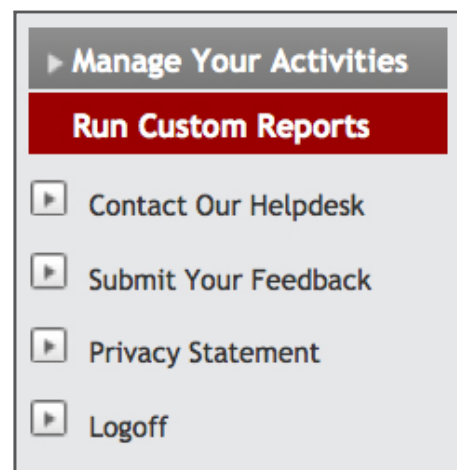 Manage Your Activities
Run Custom Reports
Contact Our Helpdesk
Submit Your Feedback
Privacy Statement
Logoff